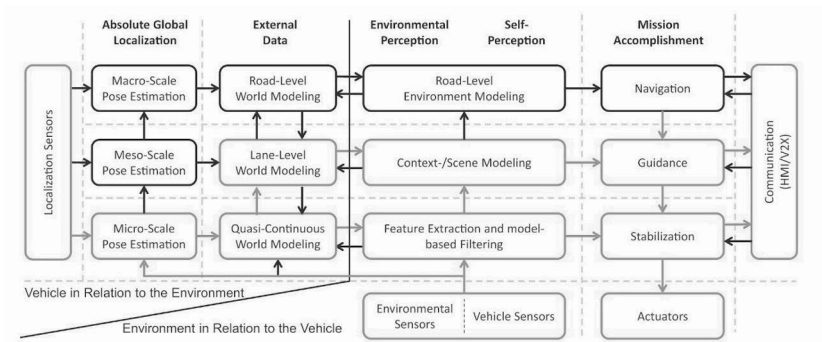 Absolute Global
Localization
External
Data
Environmental
Perception
Self-
Perception
Mission
Accomplishment
Localization Sensors
Macro-Scale
Pose Estimation
Road-Level
World Modeling
Road-Level
Environment Modeling
Navigation
Meso-Scale
Pose Estimation
Lane-Level
World Modeling
Context-/Scene Modeling
Guidance
Communication
(HMI/V2X)
Micro-Scale
Pose Estimation
Quasi-Continuous
World Modeling
Feature Extraction and model-
based Filtering
Stabilization
Vehicle in Relation to the Environment
Environment in Relation to the Vehicle
Environmental
Sensors
Vehicle Sensors
Actuators